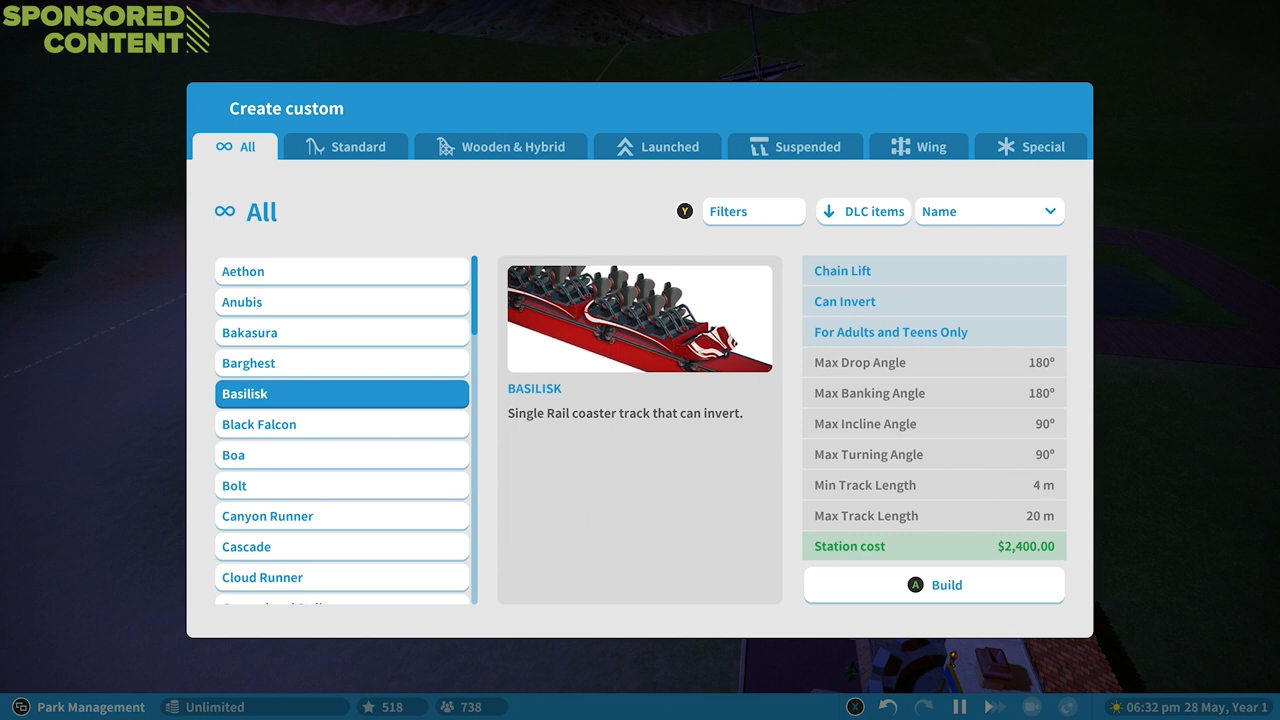 SPONSORED
CONTENT
Create custom
All
Standard
Wooden & Hybrid
Launched
Suspended
Wing
Special
All
Y
Filters
DLC items
Name
Aethon
Anubis
Bakasura
Barghest
Basilisk
Black Falcon
Boa
Bolt
Canyon Runner
Cascade
Cloud Runner
BASILISK
Single Rail coaster track that can invert.
Chain Lift
Can Invert
For Adults and Teens Only
Max Drop Angle 180º
Max Banking Angle 180º
Max Incline Angle 90º
Max Turning Angle 90º
Min Track Length 4 m
Max Track Length 20 m
Station cost $2,400.00
A Build
Park Management
Unlimited
518
738
X
06:32 pm 28 May, Year 1